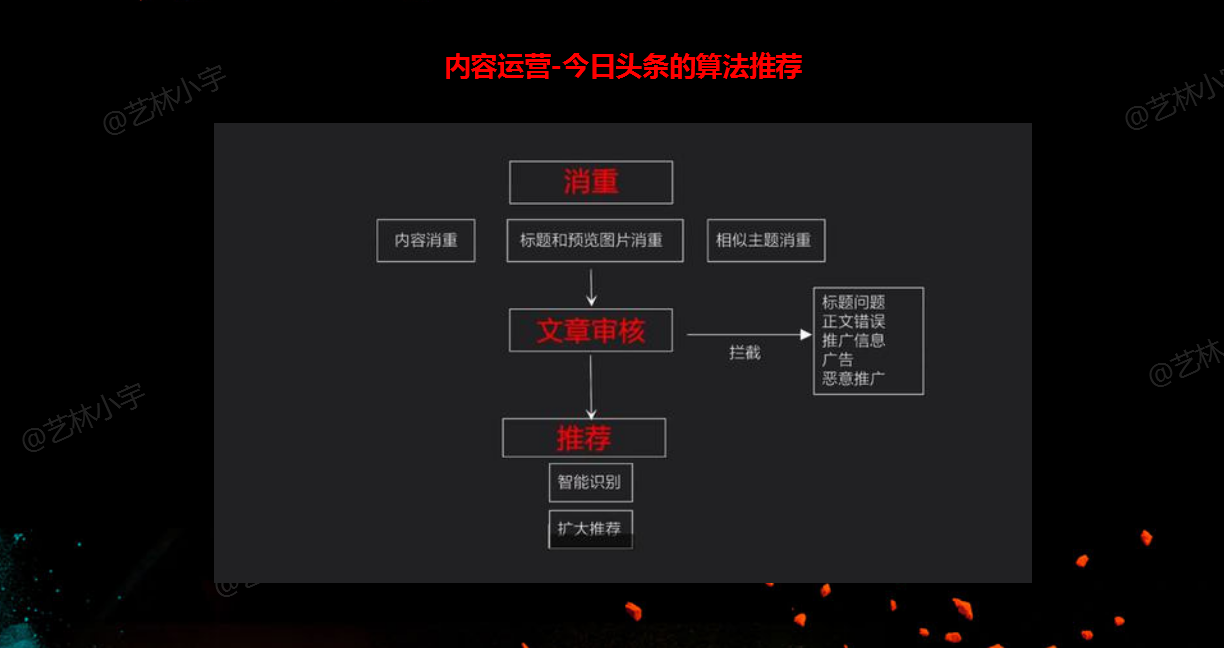 内容运营-今日头条的算法推荐
@艺林小宇
@艺林小
消重
内容消重
标题和预览图片消重
相似主题消重
标题问题
正文错误
推广信息
广告
恶意推广
文章审核
拦截
@艺林
@艺林小宇
推荐
智能识别
扩大推荐